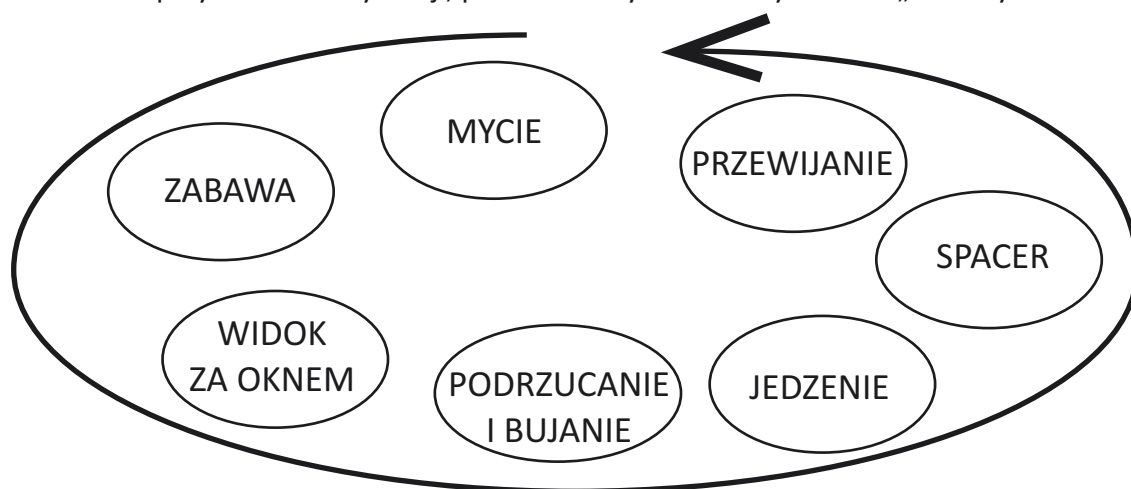 MYCIE
PRZEWIJANIE
ZABAWA
SPACER
WIDOK
ZA OKNEM
PODRZUCANIE
I BUJANIE
JEDZENIE